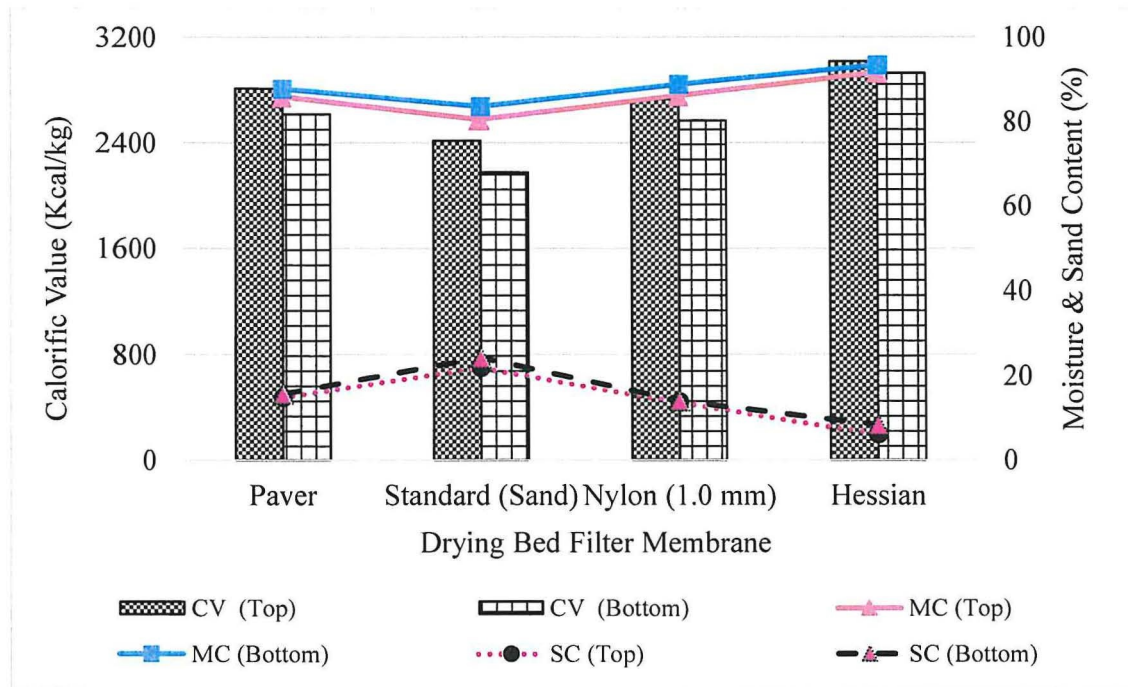 3200
2400
1600
800
0
Calorific Value (Kcal/kg)
100
80
60
40
20
0
Moisture & Sand Content (%)
Paver
Standard (Sand)
Nylon (1.0 mm)
Hessian
Drying Bed Filter Membrane
CV (Top)
CV (Bottom)
MC (Top)
MC (Bottom)
SC (Top)
SC (Bottom)